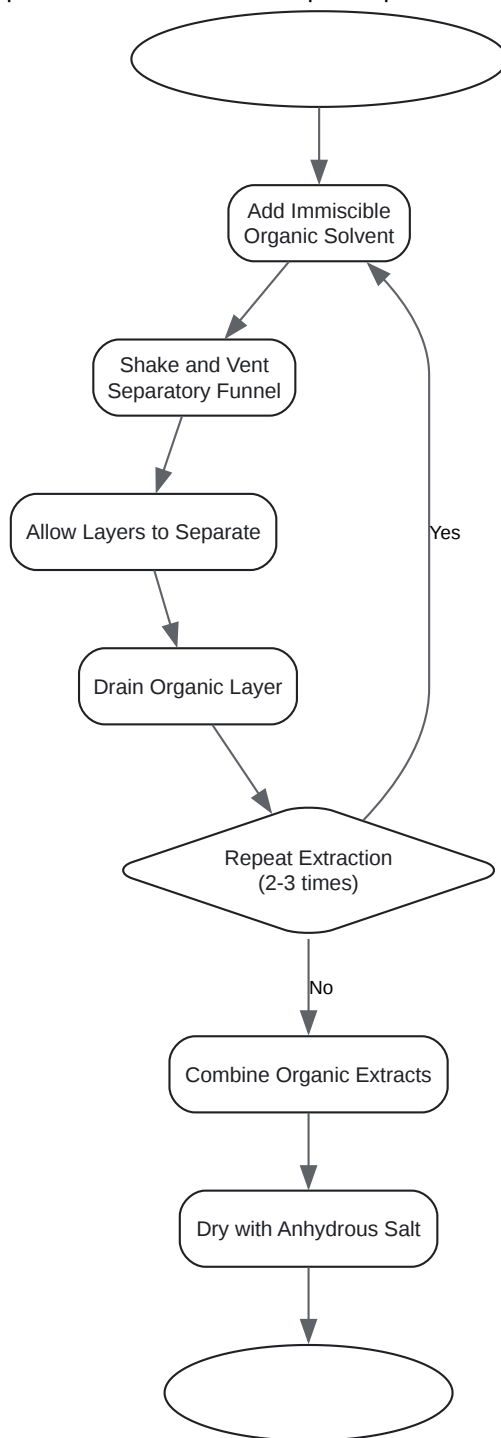 Add Immiscible
Organic Solvent
Shake and Vent
Separatory Funnel
Allow Layers to Separate
Yes
Drain Organic Layer
Repeat Extraction
(2-3 times)
No
Combine Organic Extracts
Dry with Anhydrous Salt